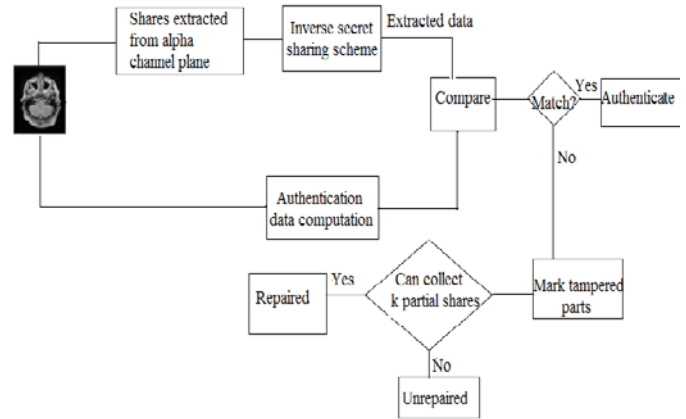 Shares extracted
from alpha
channel plane
Inverse secret
sharing scheme
Extracted data
Compare
Match?
Yes
Authenticate
No
Authentication
data computation
Mark tampered
parts
Can collect
k partial shares
Yes
Repaired
No
Unrepaired